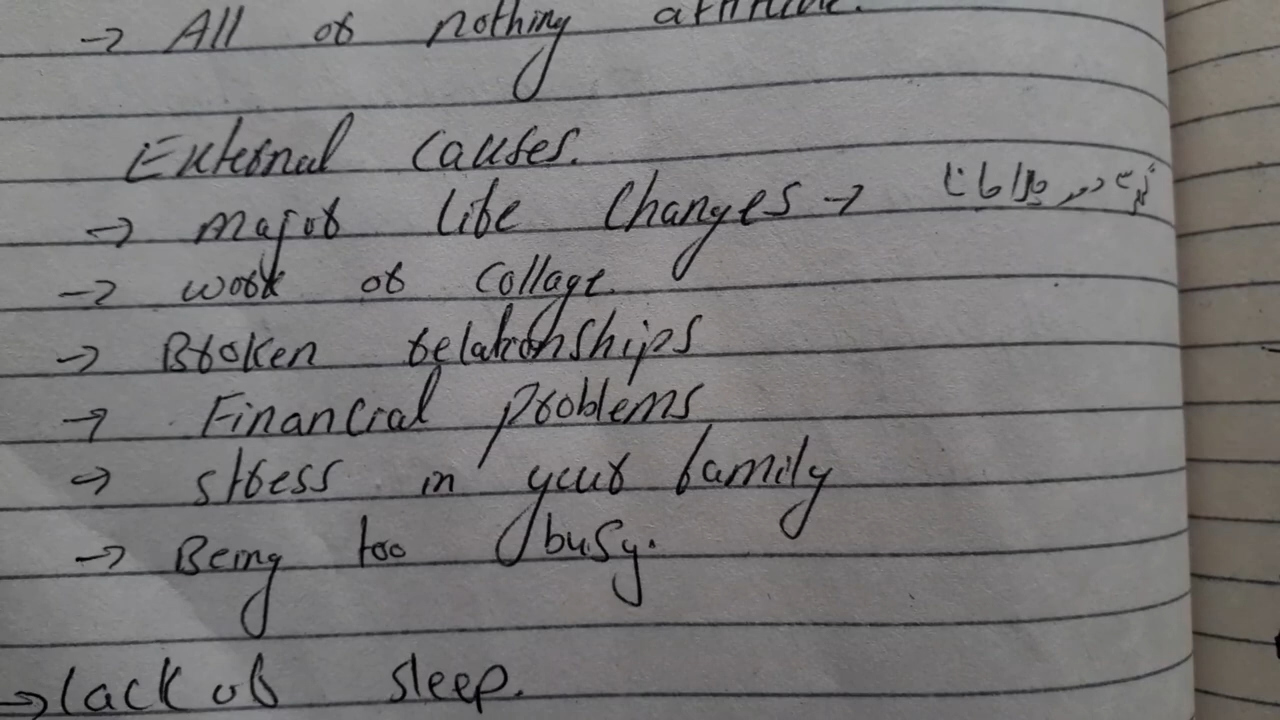 → All or nothing attitude.
External Causes.
→ major life Changes →
→ work or Collage.
→ Broken relationships
→ Financial problems
→ stress in your family
→ Being too busy.
→ lack of sleep.